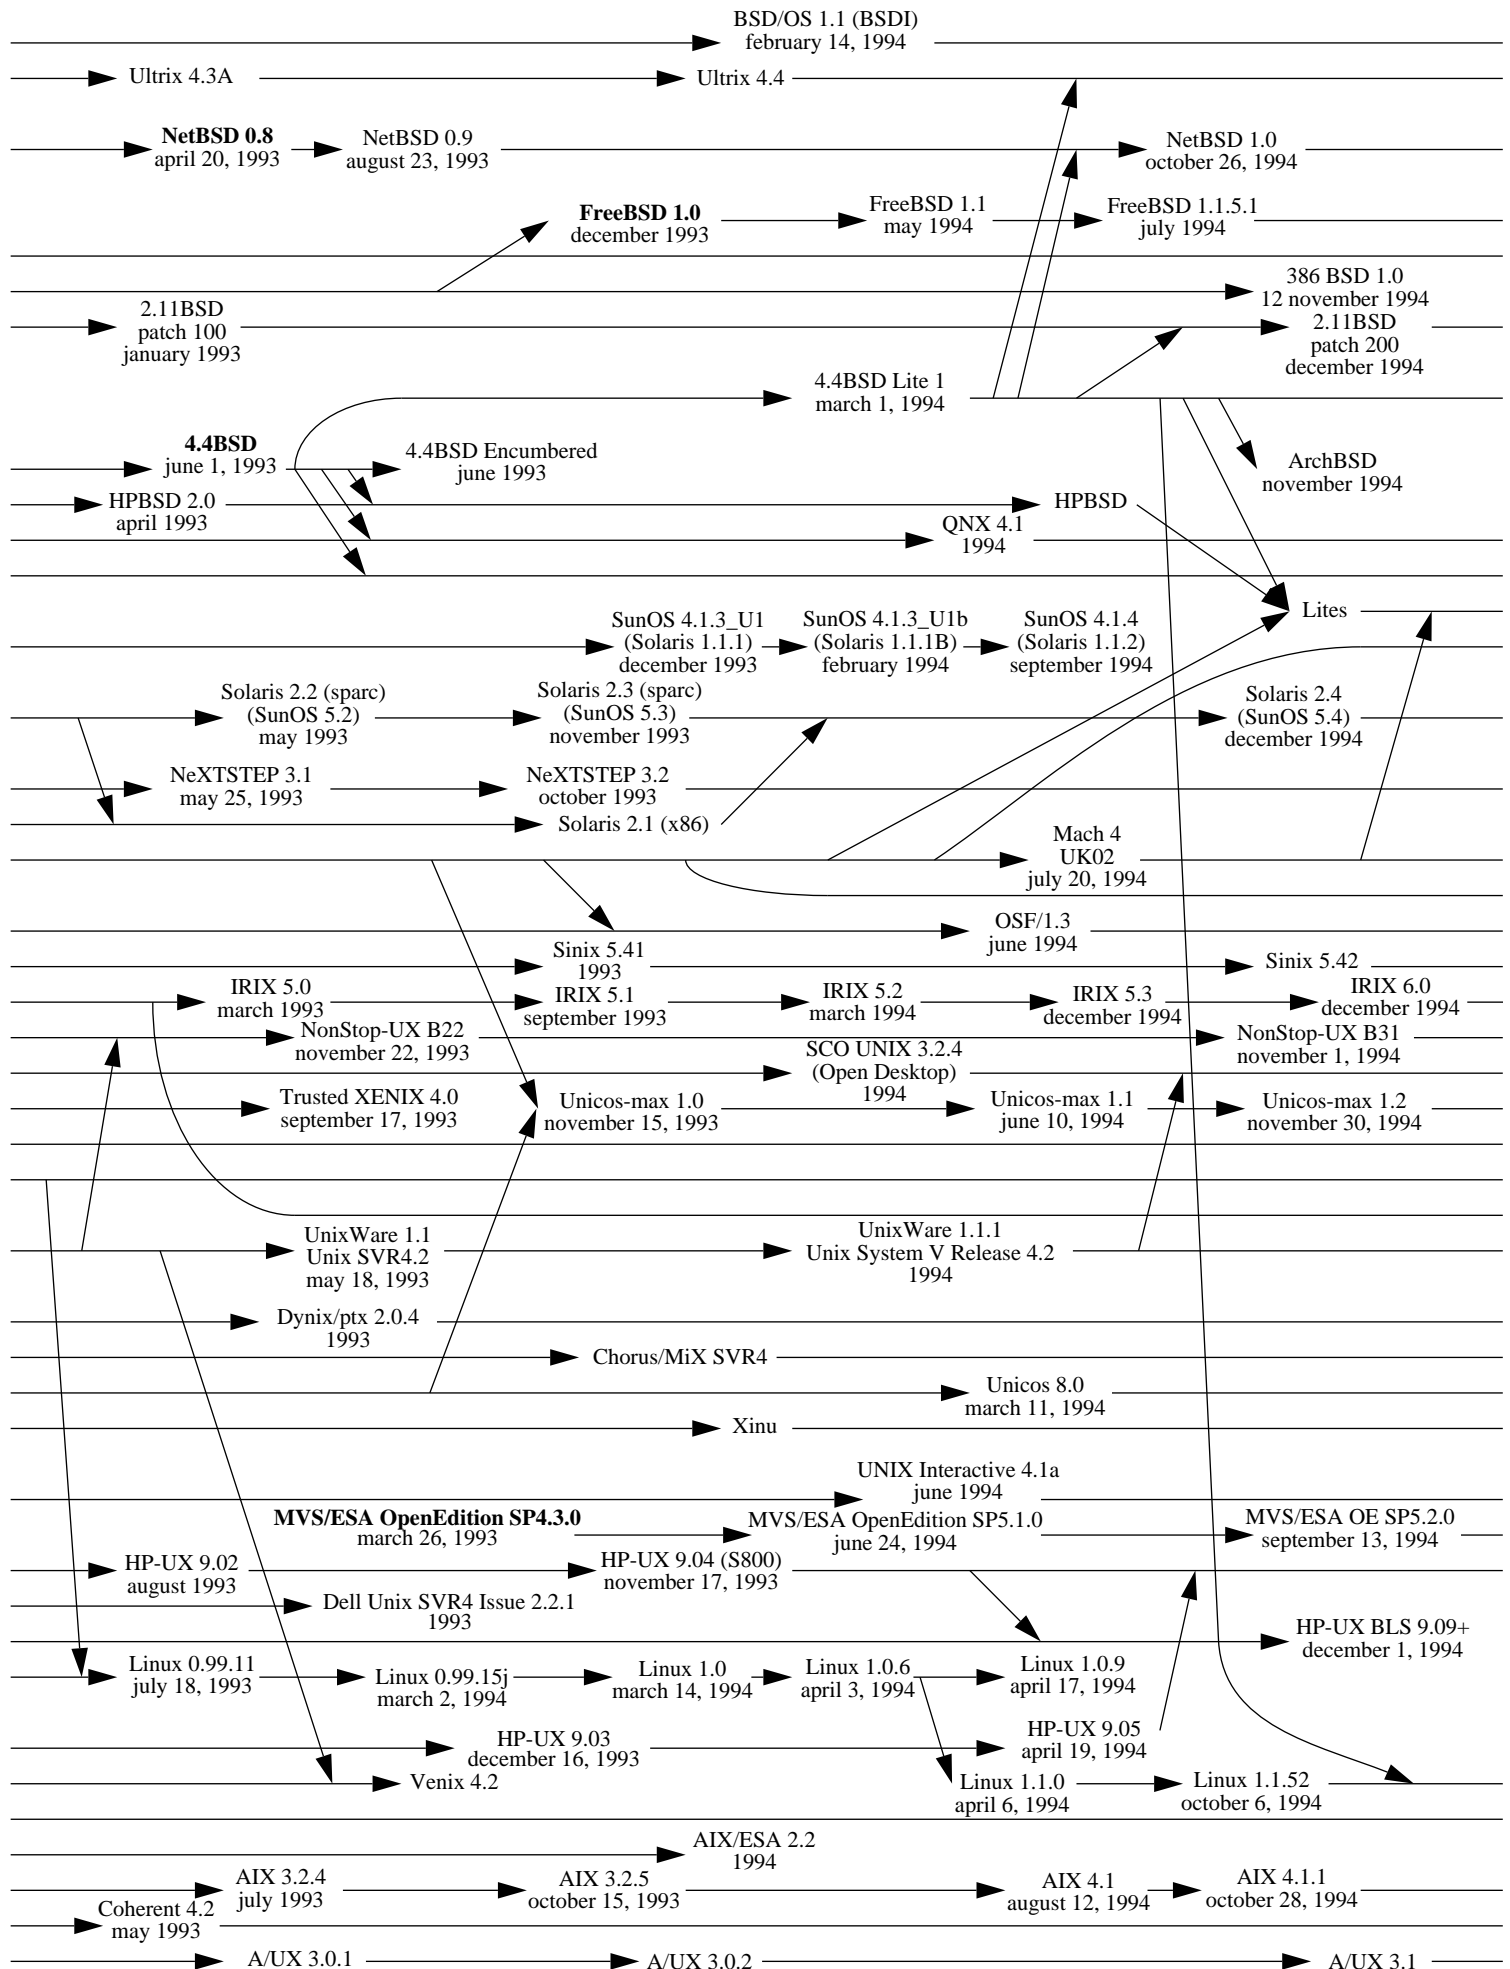 BSD/OS 1.1 (BSDI)
february 14, 1994
Ultrix 4.3A
Ultrix 4.4
NetBSD 0.8
april 20, 1993
NetBSD 0.9
august 23, 1993
NetBSD 1.0
october 26, 1994
FreeBSD 1.0
december 1993
FreeBSD 1.1
may 1994
FreeBSD 1.1.5.1
july 1994
386 BSD 1.0
12 november 1994
2.11BSD
patch 100
january 1993
2.11BSD
patch 200
december 1994
4.4BSD Lite 1
march 1, 1994
4.4BSD
june 1, 1993
4.4BSD Encumbered
june 1993
ArchBSD
november 1994
HPBSD 2.0
april 1993
HPBSD
QNX 4.1
1994
Lites
SunOS 4.1.3_U1
(Solaris 1.1.1)
december 1993
SunOS 4.1.3_U1b
(Solaris 1.1.1B)
february 1994
SunOS 4.1.4
(Solaris 1.1.2)
september 1994
Solaris 2.2 (sparc)
(SunOS 5.2)
may 1993
Solaris 2.3 (sparc)
(SunOS 5.3)
november 1993
Solaris 2.4
(SunOS 5.4)
december 1994
NeXTSTEP 3.1
may 25, 1993
NeXTSTEP 3.2
october 1993
Solaris 2.1 (x86)
Mach 4
UK02
july 20, 1994
OSF/1.3
june 1994
Sinix 5.41
1993
Sinix 5.42
IRIX 5.0
march 1993
IRIX 5.1
september 1993
IRIX 5.2
march 1994
IRIX 5.3
december 1994
IRIX 6.0
december 1994
NonStop-UX B22
november 22, 1993
NonStop-UX B31
november 1, 1994
SCO UNIX 3.2.4
(Open Desktop)
1994
Trusted XENIX 4.0
september 17, 1993
Unicos-max 1.0
november 15, 1993
Unicos-max 1.1
june 10, 1994
Unicos-max 1.2
november 30, 1994
UnixWare 1.1
Unix SVR4.2
may 18, 1993
UnixWare 1.1.1
Unix System V Release 4.2
1994
Dynix/ptx 2.0.4
1993
Chorus/MiX SVR4
Unicos 8.0
march 11, 1994
Xinu
UNIX Interactive 4.1a
june 1994
MVS/ESA OpenEdition SP4.3.0
march 26, 1993
MVS/ESA OpenEdition SP5.1.0
june 24, 1994
MVS/ESA OE SP5.2.0
september 13, 1994
HP-UX 9.02
august 1993
HP-UX 9.04 (S800)
november 17, 1993
Dell Unix SVR4 Issue 2.2.1
1993
HP-UX BLS 9.09+
december 1, 1994
Linux 0.99.11
july 18, 1993
Linux 0.99.15j
march 2, 1994
Linux 1.0
march 14, 1994
Linux 1.0.6
april 3, 1994
Linux 1.0.9
april 17, 1994
HP-UX 9.03
december 16, 1993
HP-UX 9.05
april 19, 1994
Venix 4.2
Linux 1.1.0
april 6, 1994
Linux 1.1.52
october 6, 1994
AIX/ESA 2.2
1994
AIX 3.2.4
july 1993
AIX 3.2.5
october 15, 1993
AIX 4.1
august 12, 1994
AIX 4.1.1
october 28, 1994
Coherent 4.2
may 1993
A/UX 3.0.1
A/UX 3.0.2
A/UX 3.1